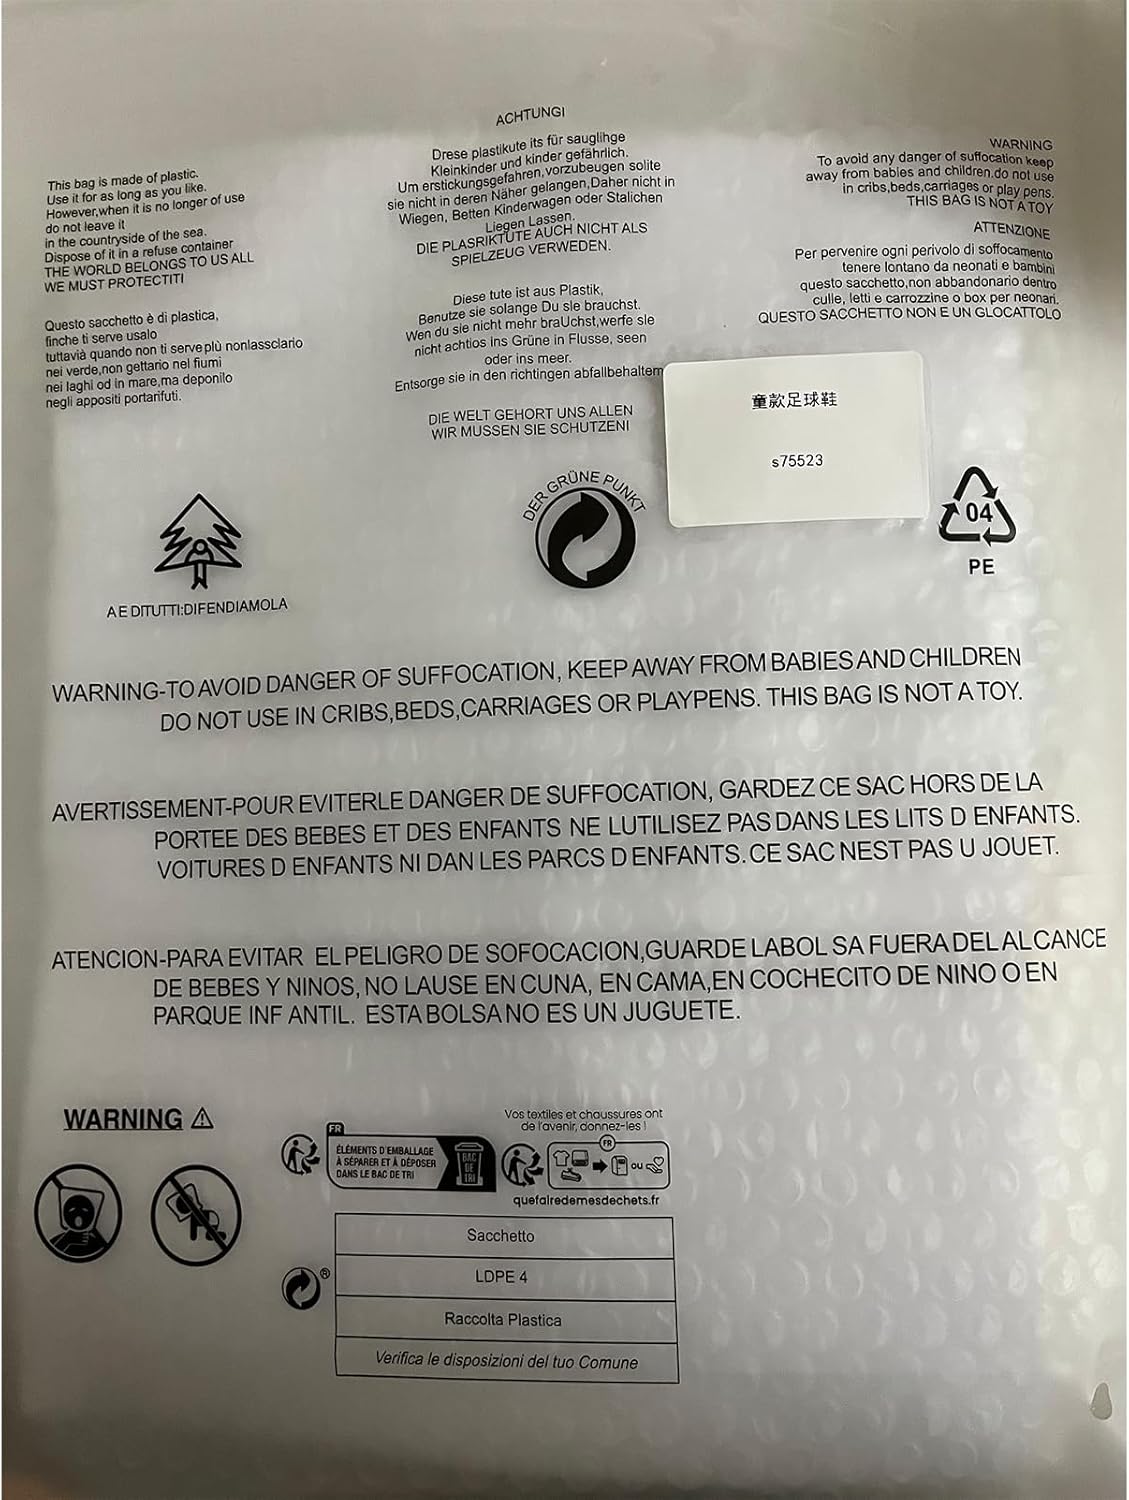 This bag is made of plastic.
Use it for as long as you like.
However,when it is no longer of use
do not leave it
in the countryside of the sea.
Dispose of it in a refuse container
THE WORLD BELONGS TO US ALL
WE MUST PROTECTITI
Questo sacchetto è di plastica,
finche ti serve usalo
tuttavià quando non ti serve plù nonlassclario
nei verde,non gettario nel fiumi
nei laghi od in mare,ma deponilo
negli appositi portarifuti.
ACHTUNGI
Drese plastikute its für sauglihge
Kleinkinder und kinder gefährlich.
Um erstickungsgefahren,vorzubeugen solite
sie nicht in deren Näher gelangen,Daher nicht in
Wiegen, Betten Kinderwagen oder Stalichen
Liegen Lassen.
DIE PLASRIKTÜTE AUCH NICHT ALS
SPIELZEUG VERWEDEN.
Diese tute ist aus Plastik,
Benutze sie solange Du sie brauchst.
Wen du sie nicht mehr braUchst,werfe sle
nicht achtios ins Grüne in Flusse, seen
oder ins meer.
Entsorge sie in den richtingen abfallbehaltem
DIE WELT GEHORT UNS ALLEN
WIR MUSSEN SIE SCHUTZENI
WARNING
To avoid any danger of suffocation keep
away from babies and children.do not use
in cribs,beds,carriages or play pens.
THIS BAG IS NOT A TOY
ATTENZIONE
Per pervenire ogni perivolo di soffocamento
tenere lontano da neonati e bambini
questo sacchetto,non abbandonario dentro
culle, letti e carrozzine o box per neonari.
QUESTO SACCHETTO NON E UN GLOCATTOLO
童款足球鞋
s75523
A E DITUTTI:DIFENDIAMOLA
DER GRÜNE PUNKT
04
PE
WARNING-TO AVOID DANGER OF SUFFOCATION, KEEP AWAY FROM BABIES AND CHILDREN
DO NOT USE IN CRIBS,BEDS,CARRIAGES OR PLAYPENS. THIS BAG IS NOT A TOY.
AVERTISSEMENT-POUR EVITERLE DANGER DE SUFFOCATION, GARDEZ CE SAC HORS DE LA
PORTEE DES BEBES ET DES ENFANTS NE LUTILISEZ PAS DANS LES LITS D ENFANTS.
VOITURES D ENFANTS NI DAN LES PARCS D ENFANTS. CE SAC NEST PAS U JOUET.
ATENCION-PARA EVITAR EL PELIGRO DE SOFOCACION,GUARDE LABOL SA FUERA DEL AL CANCE
DE BEBES Y NINOS, NO LAUSE EN CUNA, EN CAMA,EN COCHECITO DE NINO O EN
PARQUE INF ANTIL. ESTA BOLSA NO ES UN JUGUETE.
WARNING
FR
ÉLÉMENTS D'EMBALLAGE
À SÉPARER ET À DÉPOSER
DANS LE BAC DE TRI
BAC
DE
TRI
Vos textiles et chaussures ont
de l'avenir, donnez-les !
FR
OU
quefairedemesdechets.fr
®
Sacchetto
LDPE 4
Raccolta Plastica
Verifica le disposizioni del tuo Comune